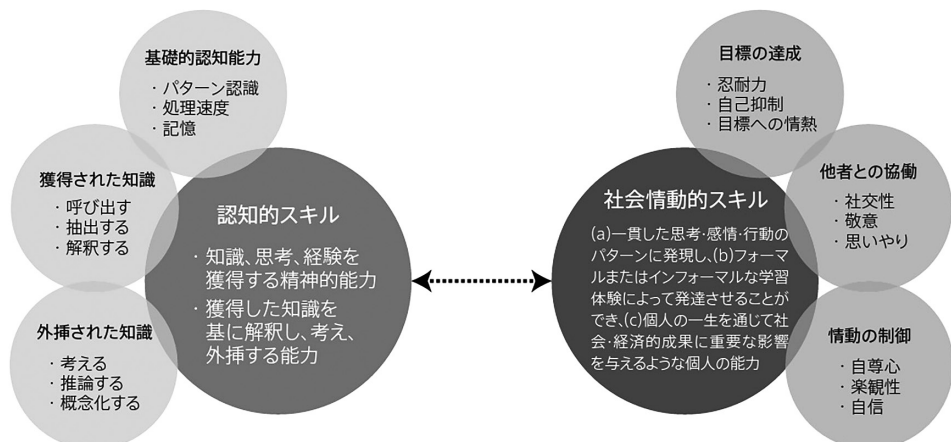 基礎的認知能力
・パターン認識
・処理速度
・記憶
獲得された知識
・呼び出す
・抽出する
・解釈する
外挿された知識
・考える
・推論する
・概念化する
認知的スキル
・知識、思考、経験を
獲得する精神的能力
・獲得した知識を
基に解釈し、考え、
外挿する能力
社会情動的スキル
(a)一貫した思考・感情・行動の
パターンに発現し、(b)フォーマ
ルまたはインフォーマルな学習
体験によって発達させることが
でき、(c)個人の一生を通じて社
会・経済的成果に重要な影響
を与えるような個人の能力
目標の達成
・忍耐力
・自己抑制
・目標への情熱
他者との協働
・社交性
・敬意
・思いやり
情動の制御
・自尊心
・楽観性
・自信